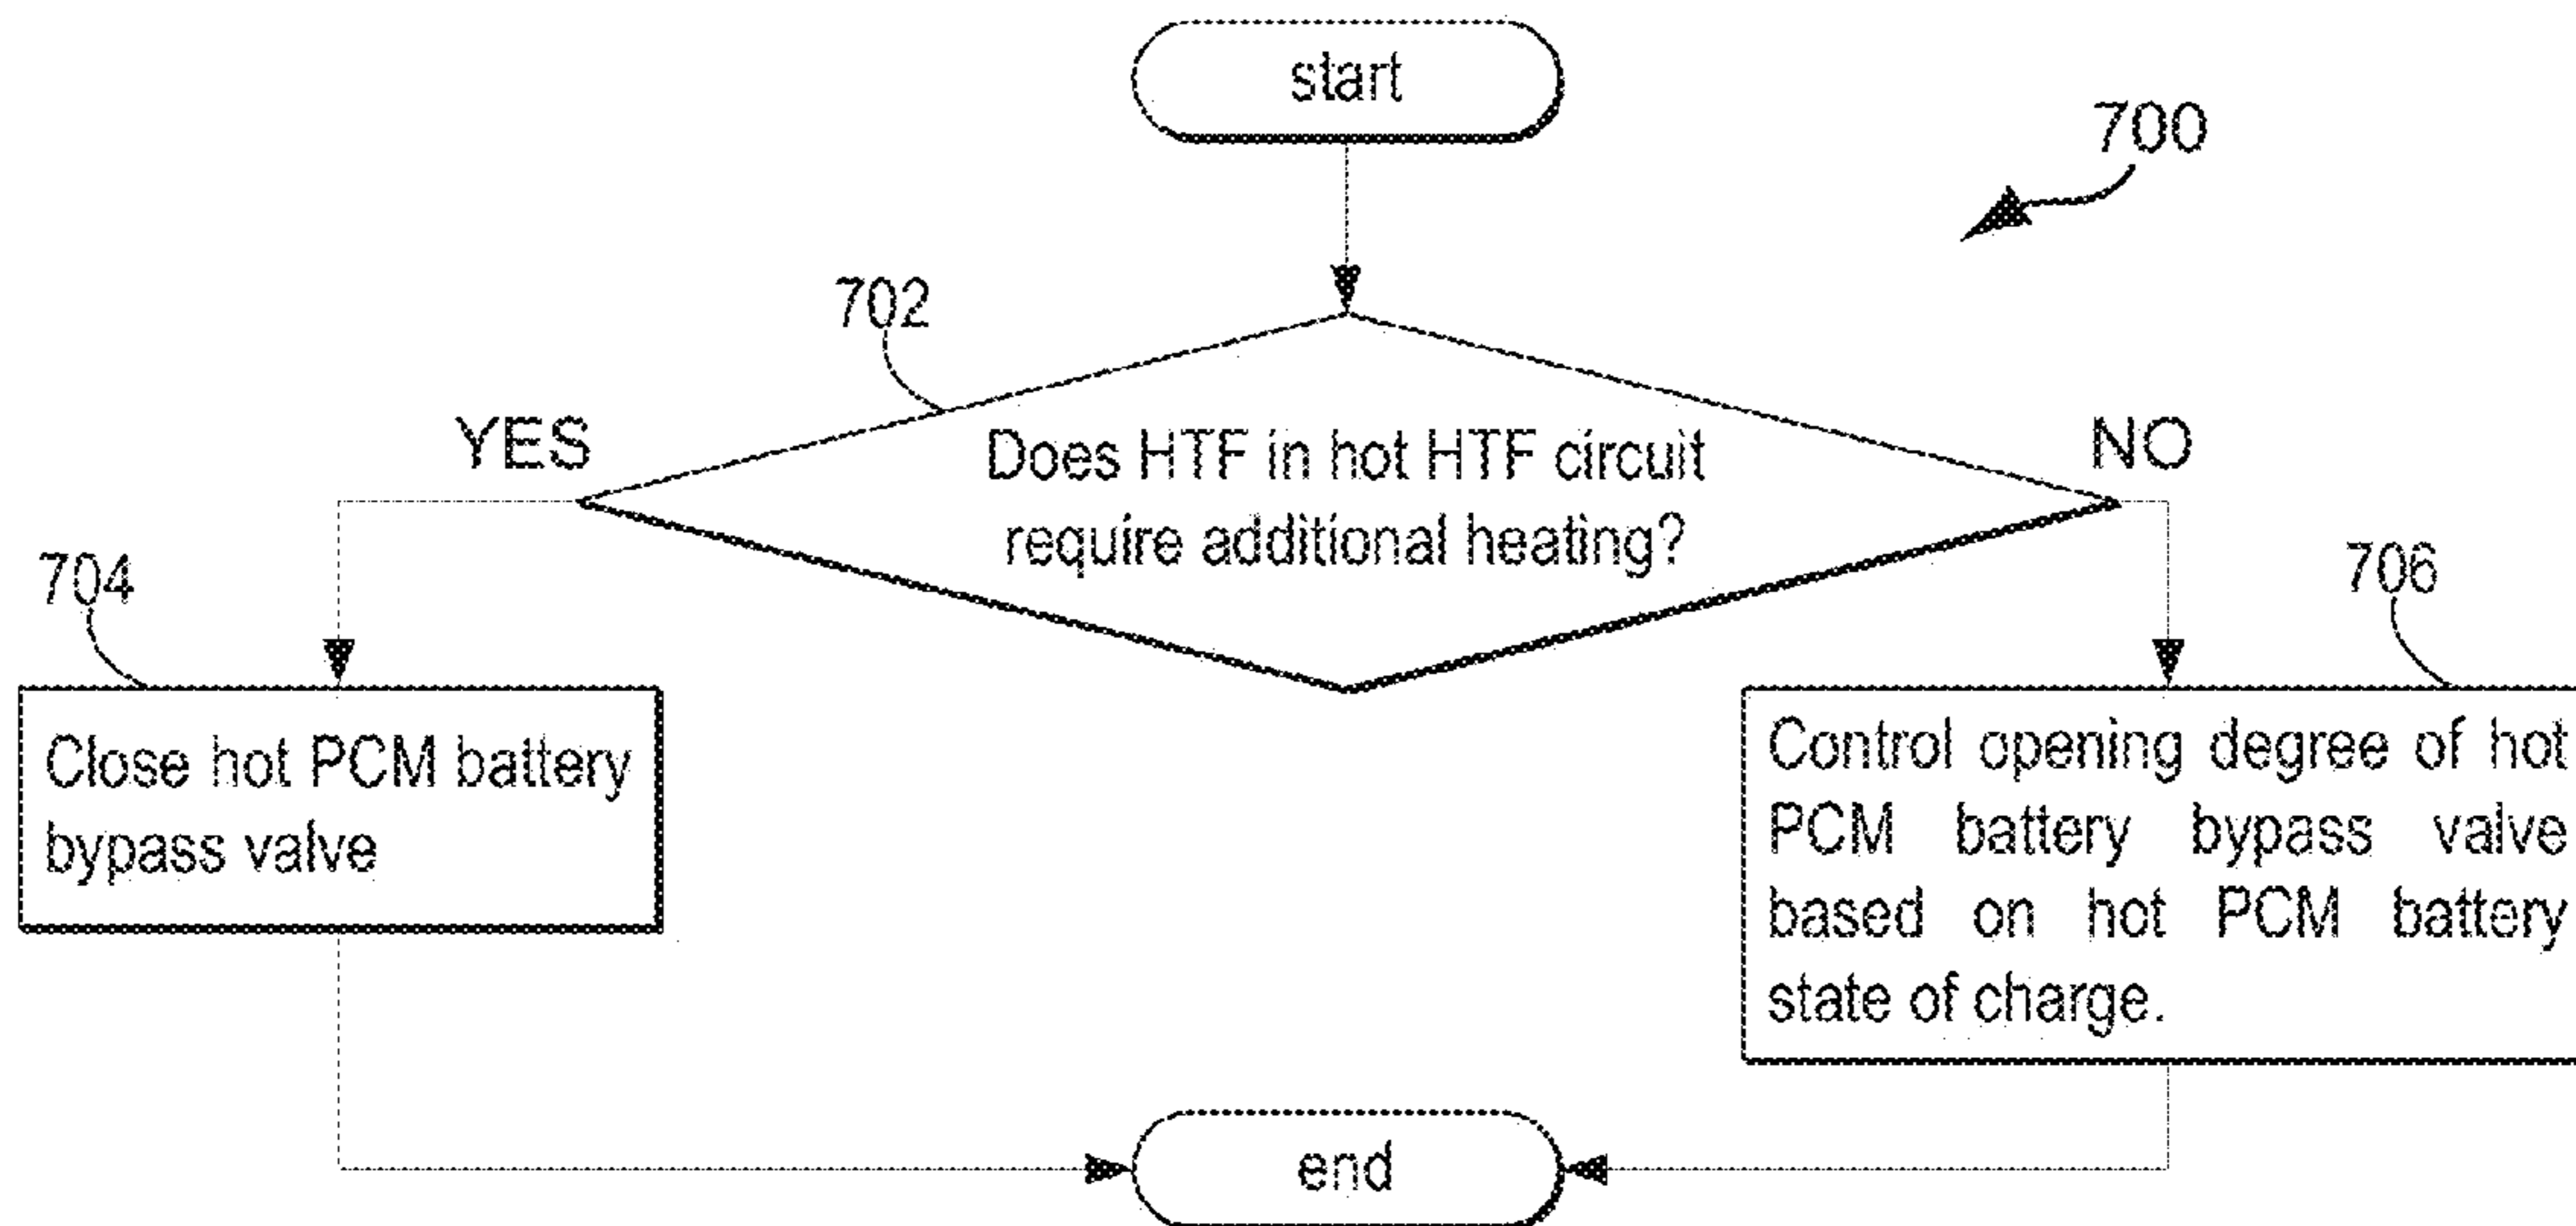 start
700
702
YES
Does HTF in hot HTF circuit
require additional heating?
NO
704
Close hot PCM battery
bypass valve
706
Control opening degree of hot
PCM battery bypass valve
based on hot PCM battery
state of charge.
end